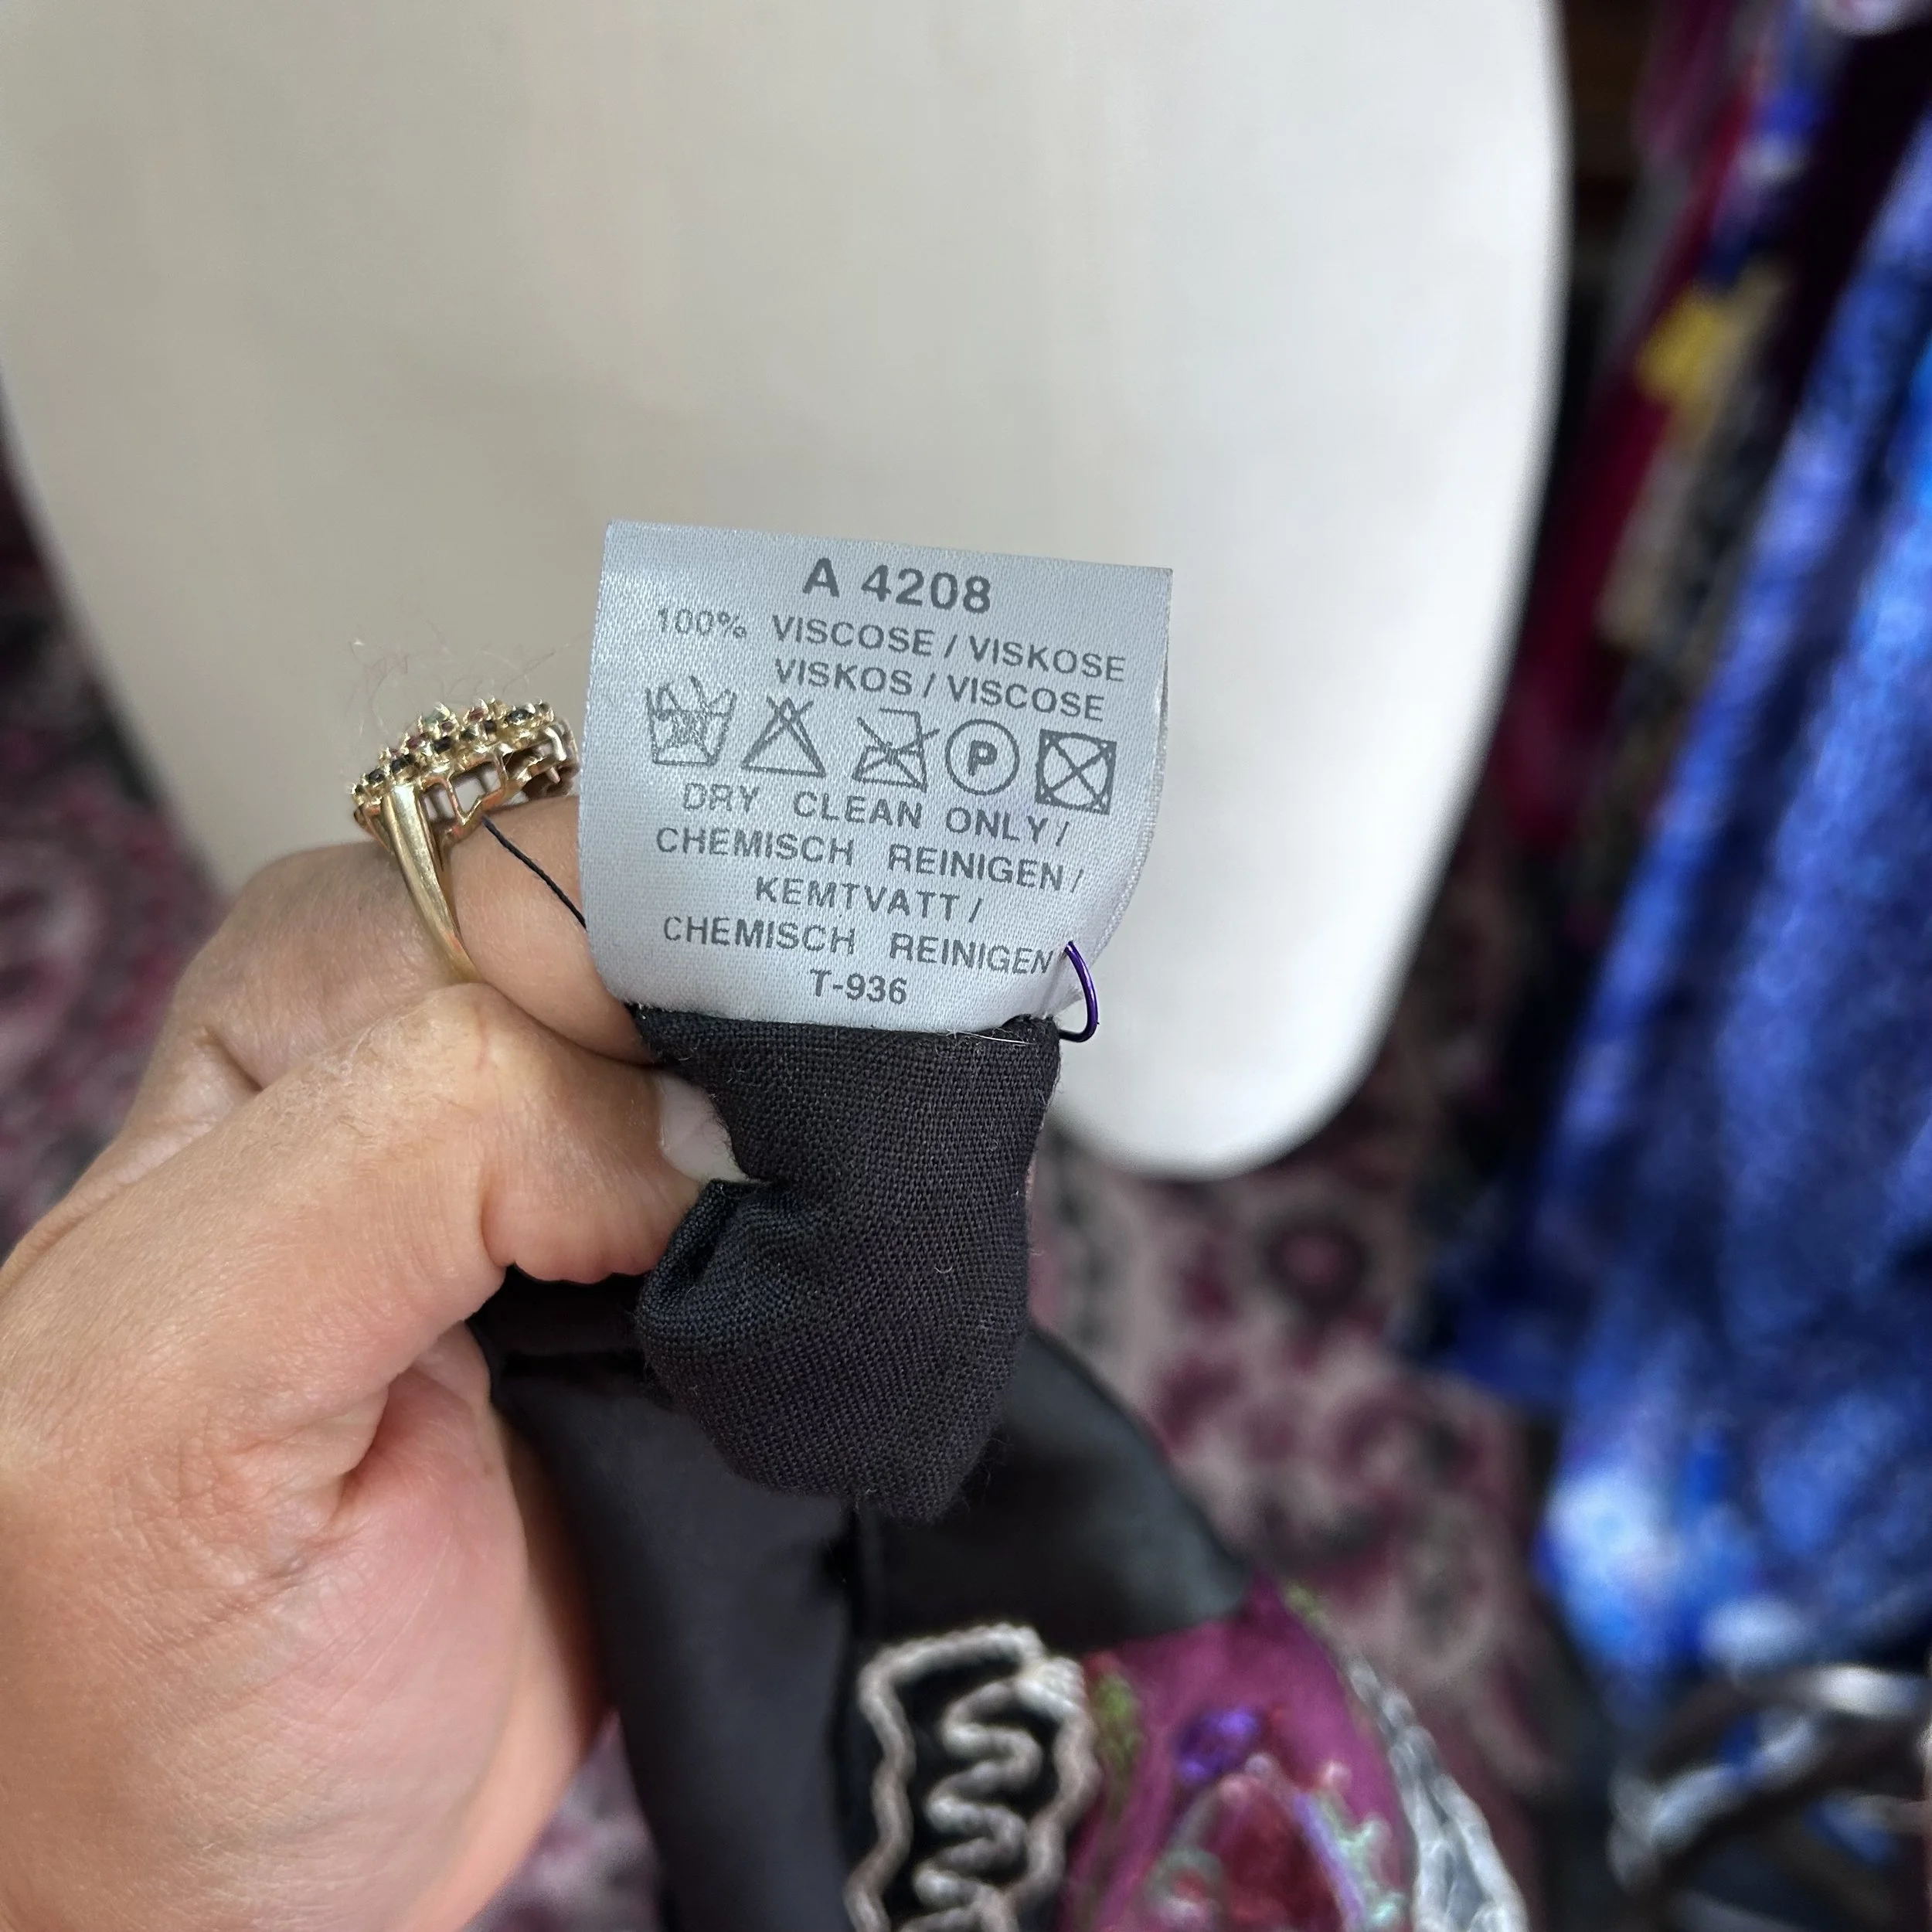 A 4208
100% VISCOSE / VISKOSE
VISKOS / VISCOSE
P
DRY CLEAN ONLY /
CHEMISCH REINIGEN /
KEMTVATT /
CHEMISCH REINIGEN
T-936